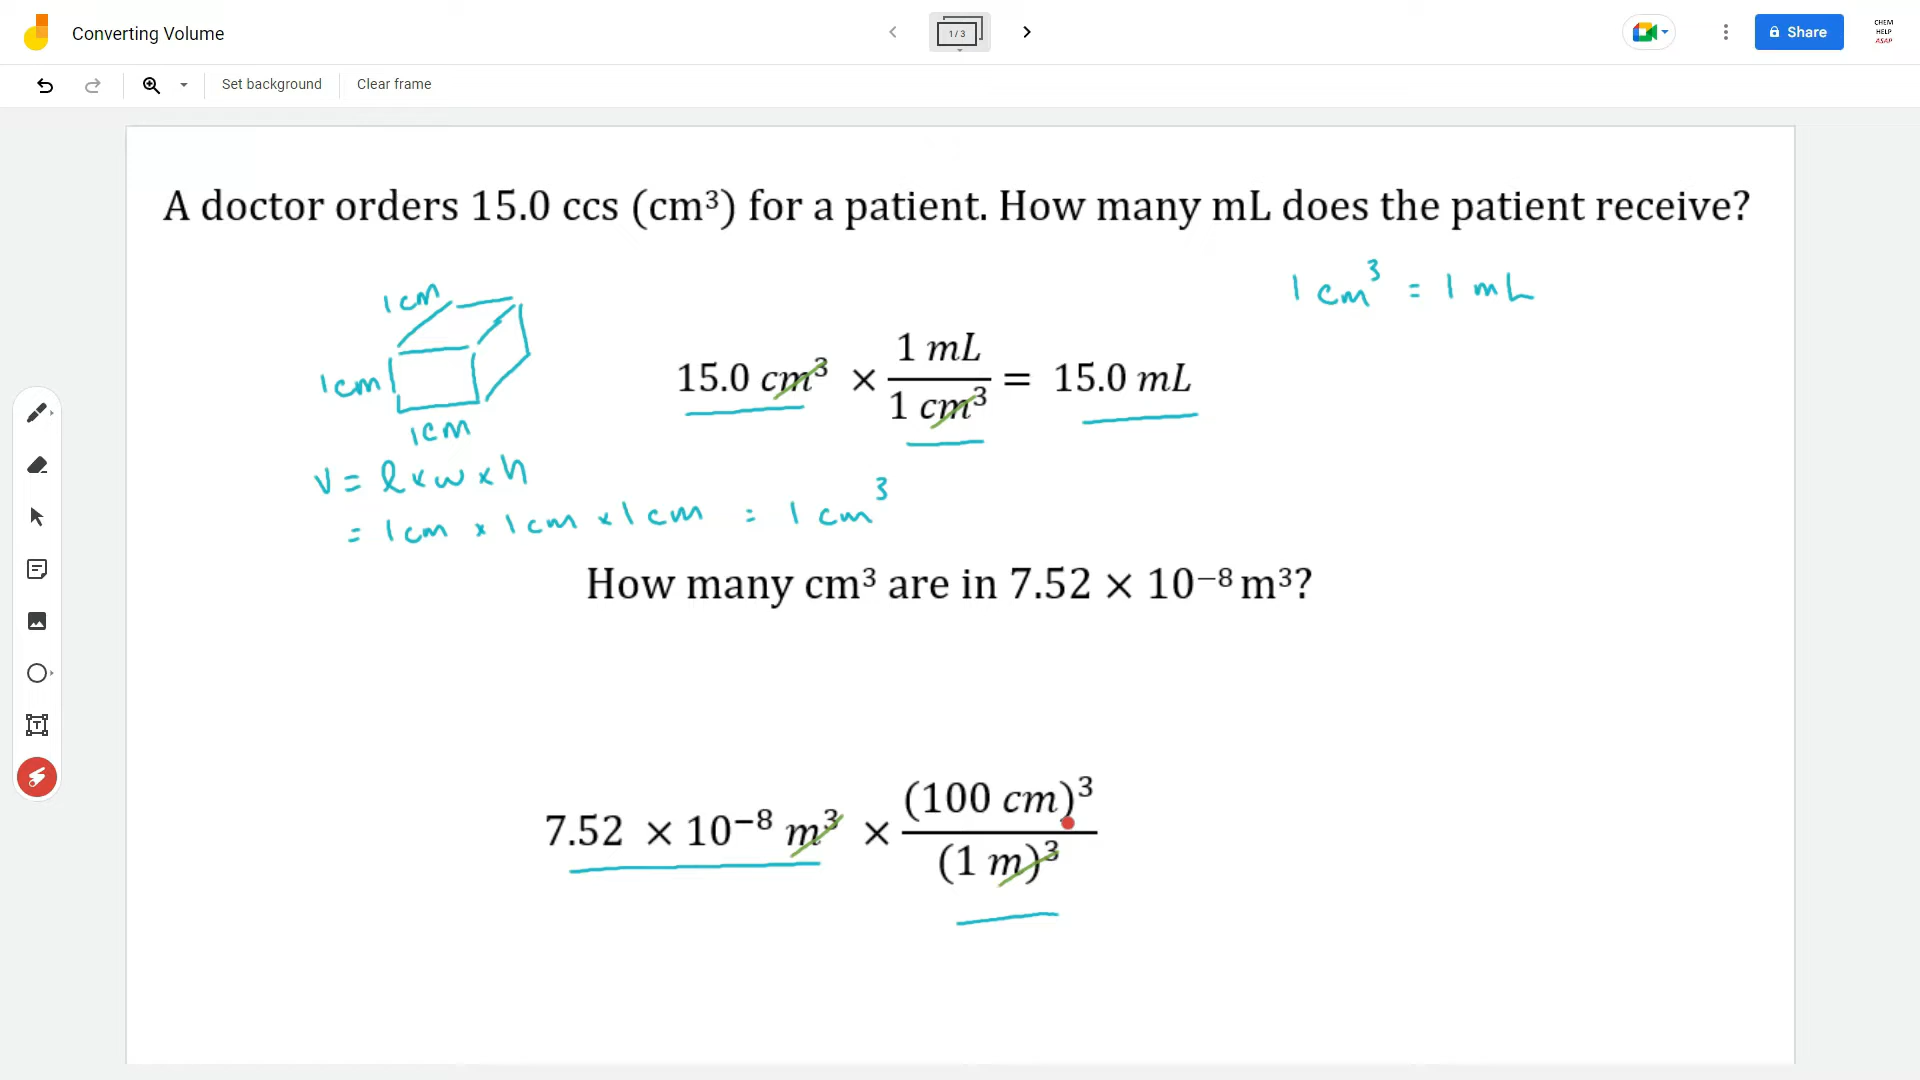 Converting Volume
1 / 3
Share
CHEM
HELP
ASAP
Set background
Clear frame
A doctor orders 15.0 ccs (cm³) for a patient. How many mL does the patient receive?
1 cm³ = 1 mL
1cm
1cm
1cm
15.0 cm³ × 1 mL / 1 cm³ = 15.0 mL
V = l × w × h
= 1cm × 1cm × 1cm = 1 cm³
How many cm³ are in 7.52 × 10⁻⁸ m³?
7.52 × 10⁻⁸ m³ × (100 cm)³ / (1 m)³